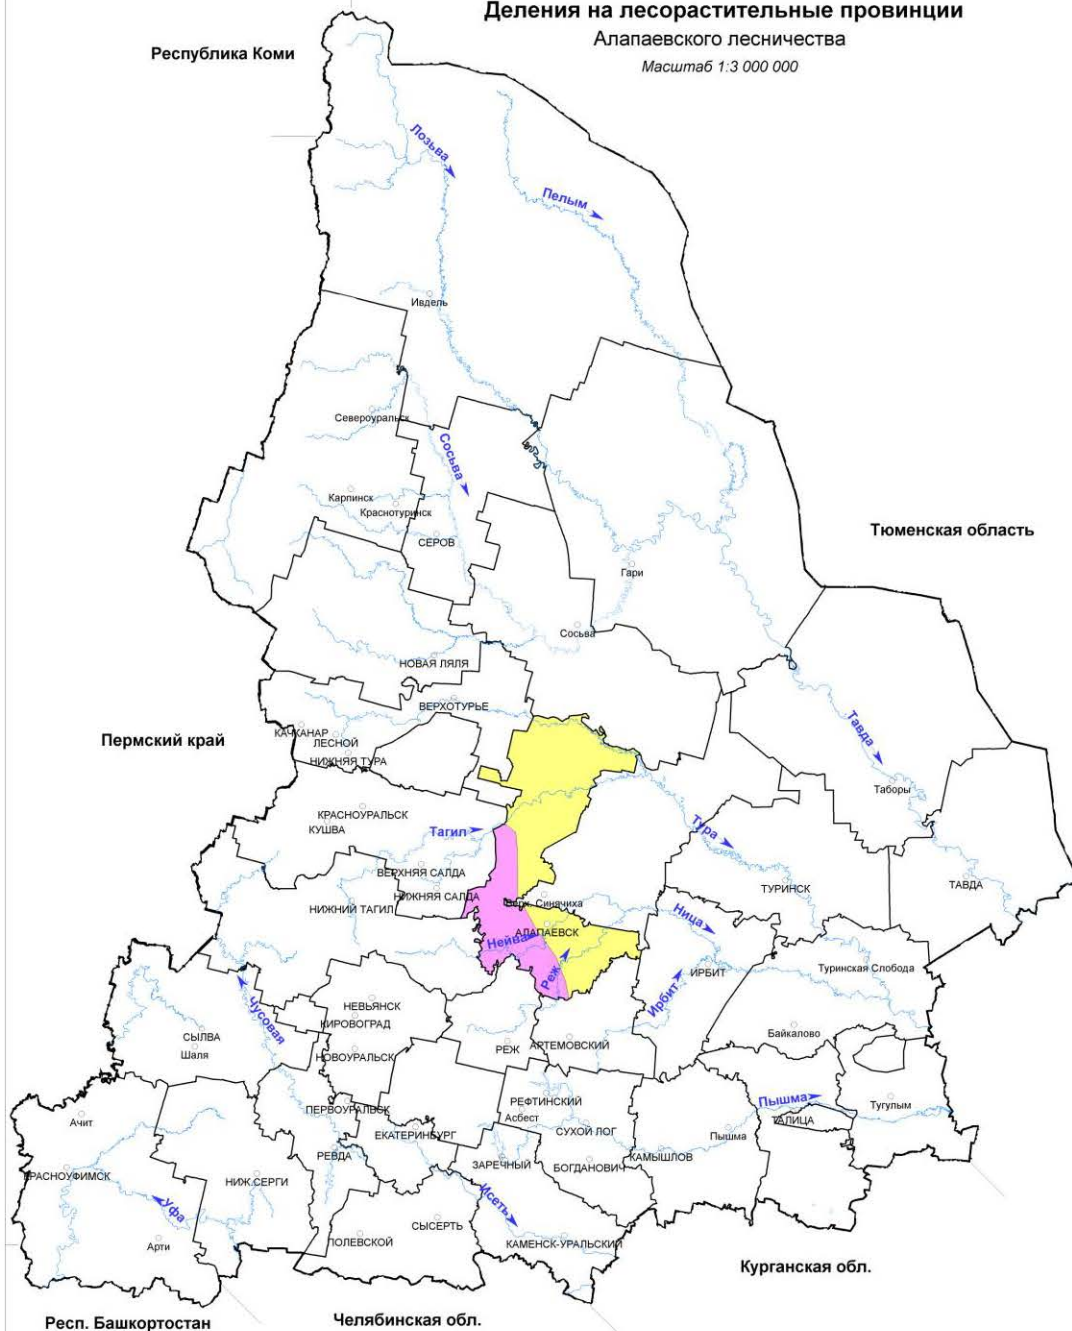 Деления на лесорастительные провинции
Алапаевского лесничества
Масштаб 1:3 000 000
Республика Коми
Лозьва
Пелым
Ивдель
Североуральск
Сосьва
Карпинск
Краснотуринск
СЕРОВ
Тюменская область
Гари
Сосьва
НОВАЯ ЛЯЛЯ
ВЕРХОТУРЬЕ
Пермский край
КАЧКАНАР
ЛЕСНОЙ
НИЖНЯЯ ТУРА
Тавда
Таборы
КРАСНОУРАЛЬСК
КУШВА
Тагил
Тура
ВЕРХНЯЯ САЛДА
НИЖНЯЯ САЛДА
НИЖНИЙ ТАГИЛ
Верх. Синячиха
ТУРИНСК
ТАВДА
Ница
АЛАПАЕВСК
Нейва
Реж
ИРБИТ
Ирбит
Туринская Слобода
Чусовая
НЕВЬЯНСК
КИРОВОГРАД
СЫЛВА
Шаля
НОВОУРАЛЬСК
РЕЖ
АРТЕМОВСКИЙ
Байкалово
Ачит
ПЕРВОУРАЛЬСК
РЕФТИНСКИЙ
Асбест
Пышма
ТАЛИЦА
Тугулым
ЕКАТЕРИНБУРГ
СУХОЙ ЛОГ
Пышма
РЕВДА
ЗАРЕЧНЫЙ
БОГДАНОВИЧ
КАМЫШЛОВ
КРАСНОУФИМСК
НИЖ.СЕРГИ
Уфа
Исеть
СЫСЕРТЬ
ПОЛЕВСКОЙ
Арти
КАМЕНСК-УРАЛЬСКИЙ
Курганская обл.
Респ. Башкортостан
Челябинская обл.